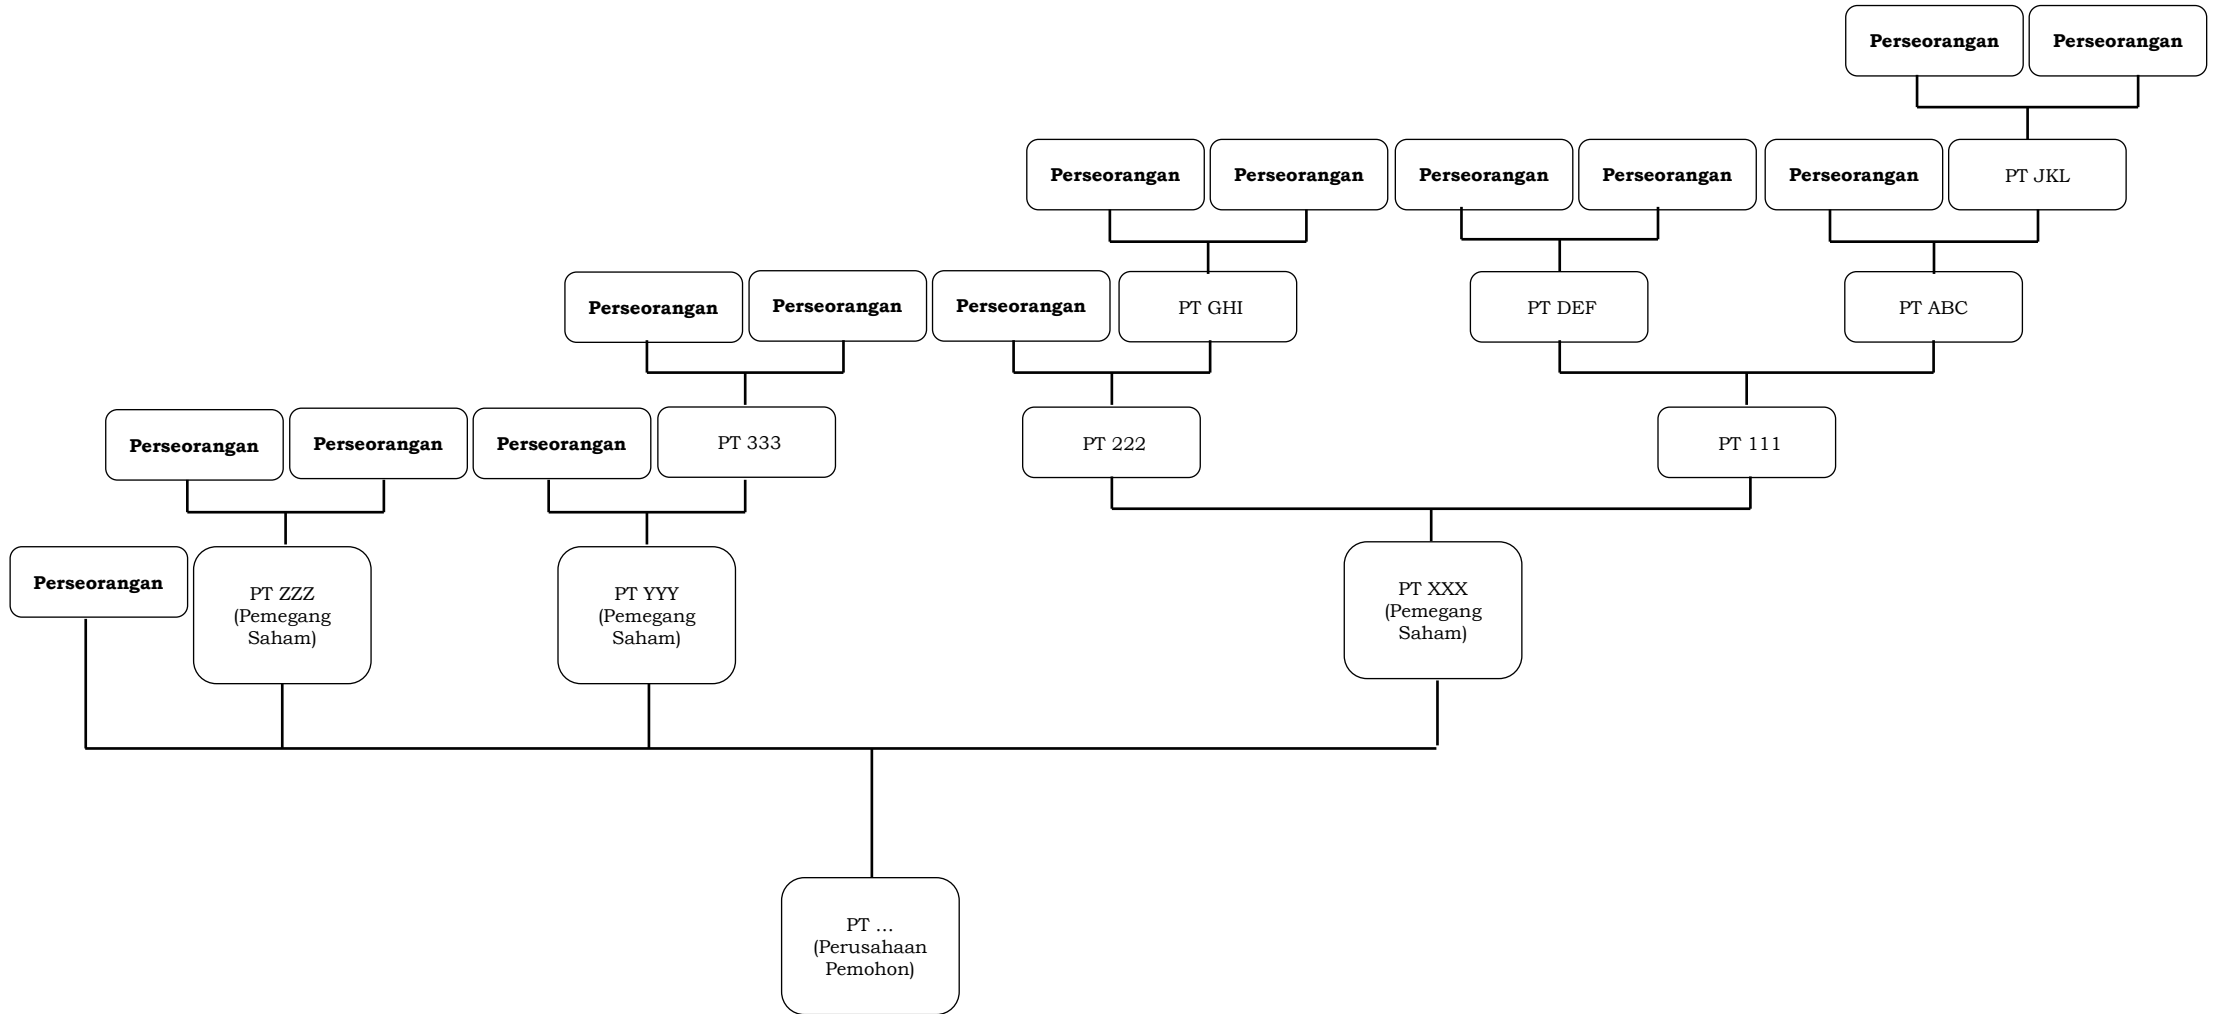 Perseorangan
Perseorangan
Perseorangan
Perseorangan
Perseorangan
Perseorangan
Perseorangan
PT JKL
Perseorangan
Perseorangan
Perseorangan
PT GHI
PT DEF
PT ABC
Perseorangan
Perseorangan
Perseorangan
PT 333
PT 222
PT 111
Perseorangan
PT ZZZ
(Pemegang
Saham)
PT YYY
(Pemegang
Saham)
PT XXX
(Pemegang
Saham)
PT ...
(Perusahaan
Pemohon)